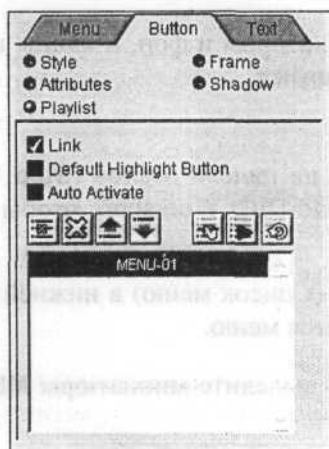 Menu Button Text
Style Frame
Attributes Shadow
Playlist
Link
Default Highlight Button
Auto Activate
MENU-01